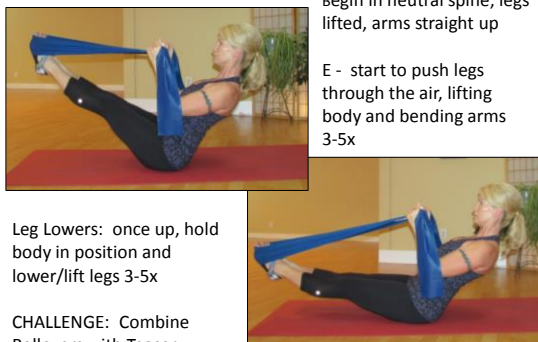 Begin in neutral spine, legs
lifted, arms straight up
E - start to push legs
through the air, lifting
body and bending arms
3-5x
Leg Lowers: once up, hold
body in position and
lower/lift legs 3-5x
CHALLENGE: Combine